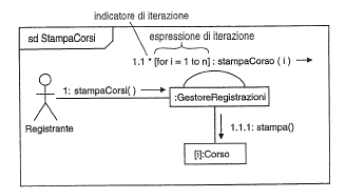 indicatore di iterazione
espressione di iterazione
sd StampaCorsi
1.1 * [for i = 1 to n] : stampaCorso ( i )
1: stampaCorsi( )
:GestoreRegistrazioni
Registrante
1.1.1: stampa()
[i]:Corso